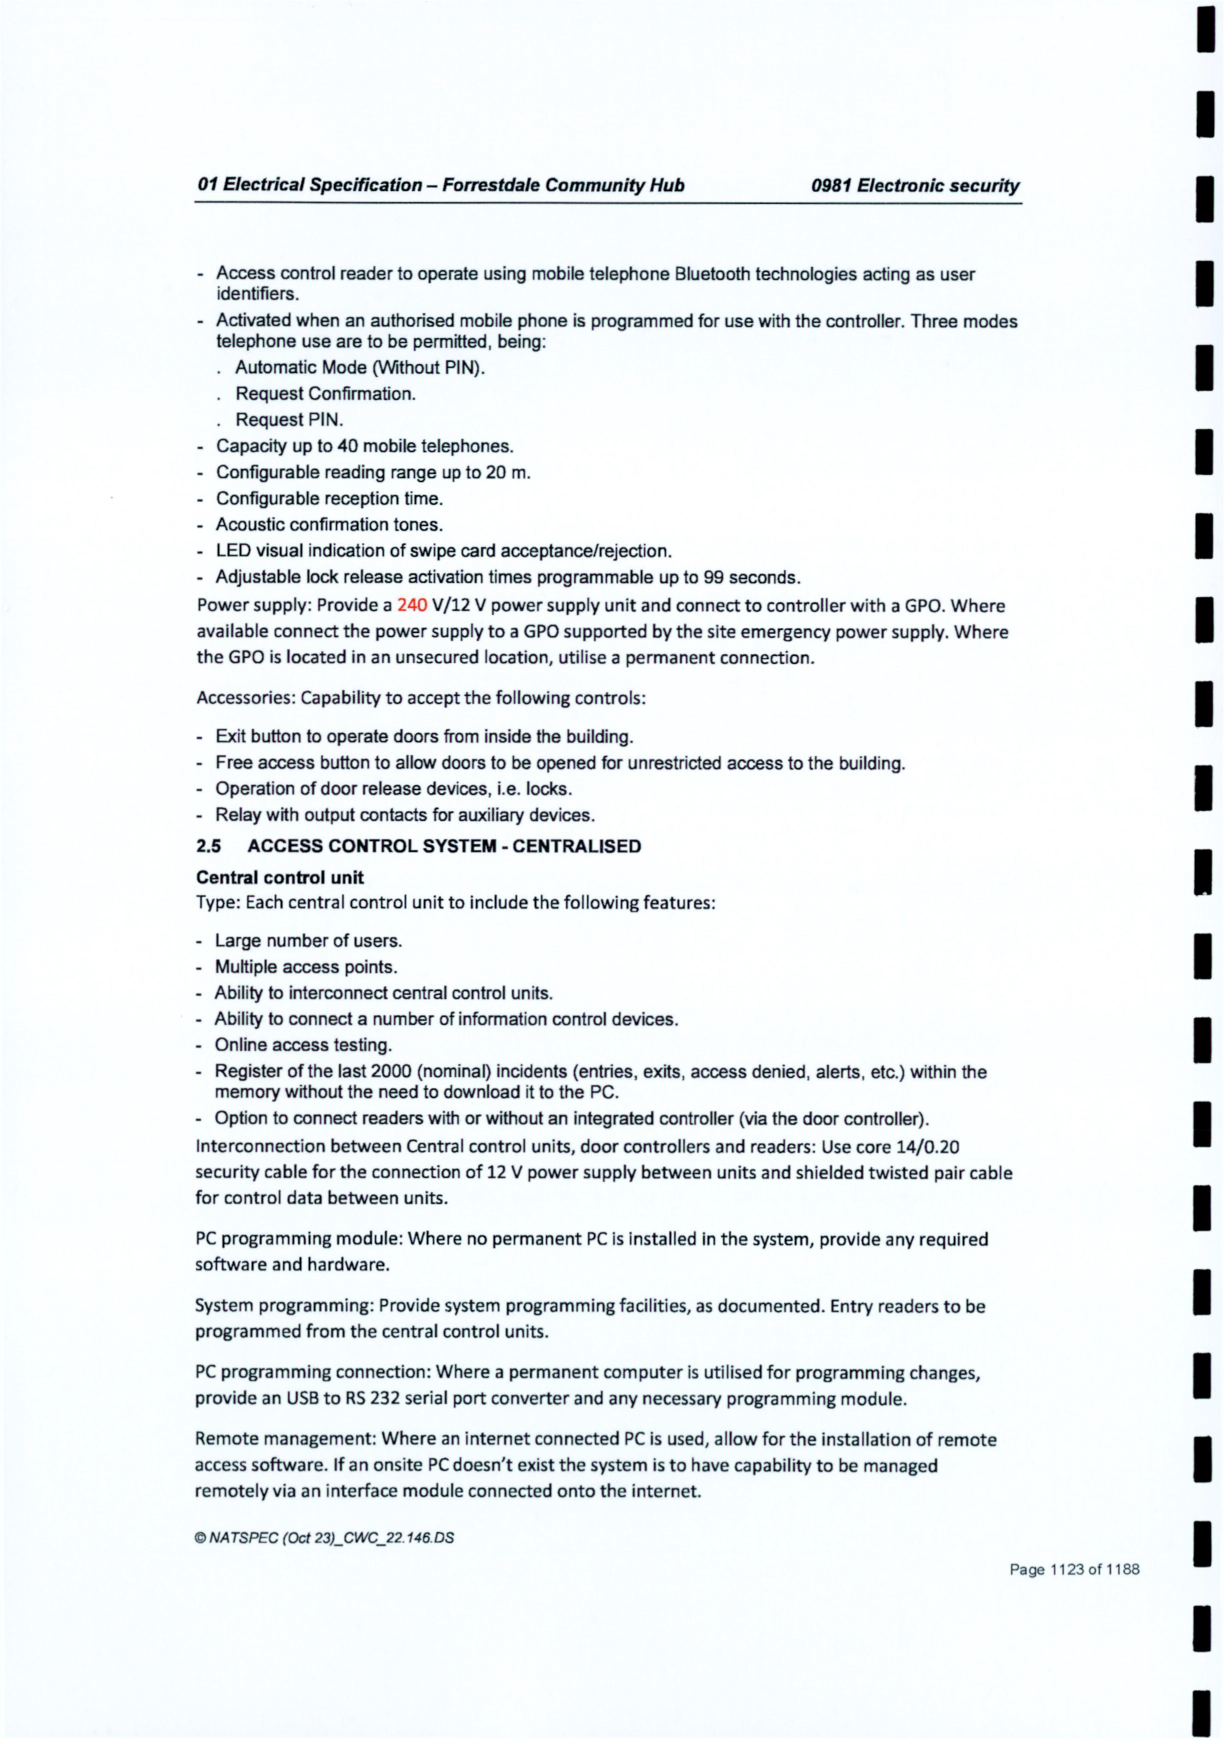 01 Electrical Specification – Forrestdale Community Hub 0981 Electronic security
- Access control reader to operate using mobile telephone Bluetooth technologies acting as user
identifiers.
- Activated when an authorised mobile phone is programmed for use with the controller. Three modes
telephone use are to be permitted, being:
. Automatic Mode (Without PIN).
. Request Confirmation.
. Request PIN.
- Capacity up to 40 mobile telephones.
- Configurable reading range up to 20 m.
- Configurable reception time.
- Acoustic confirmation tones.
- LED visual indication of swipe card acceptance/rejection.
- Adjustable lock release activation times programmable up to 99 seconds.
Power supply: Provide a 240 V/12 V power supply unit and connect to controller with a GPO. Where
available connect the power supply to a GPO supported by the site emergency power supply. Where
the GPO is located in an unsecured location, utilise a permanent connection.
Accessories: Capability to accept the following controls:
- Exit button to operate doors from inside the building.
- Free access button to allow doors to be opened for unrestricted access to the building.
- Operation of door release devices, i.e. locks.
- Relay with output contacts for auxiliary devices.
2.5 ACCESS CONTROL SYSTEM - CENTRALISED
Central control unit
Type: Each central control unit to include the following features:
- Large number of users.
- Multiple access points.
- Ability to interconnect central control units.
- Ability to connect a number of information control devices.
- Online access testing.
- Register of the last 2000 (nominal) incidents (entries, exits, access denied, alerts, etc.) within the
memory without the need to download it to the PC.
- Option to connect readers with or without an integrated controller (via the door controller).
Interconnection between Central control units, door controllers and readers: Use core 14/0.20
security cable for the connection of 12 V power supply between units and shielded twisted pair cable
for control data between units.
PC programming module: Where no permanent PC is installed in the system, provide any required
software and hardware.
System programming: Provide system programming facilities, as documented. Entry readers to be
programmed from the central control units.
PC programming connection: Where a permanent computer is utilised for programming changes,
provide an USB to RS 232 serial port converter and any necessary programming module.
Remote management: Where an internet connected PC is used, allow for the installation of remote
access software. If an onsite PC doesn't exist the system is to have capability to be managed
remotely via an interface module connected onto the internet.
© NATSPEC (Oct 23)_CWC_22.146.DS
Page 1123 of 1188